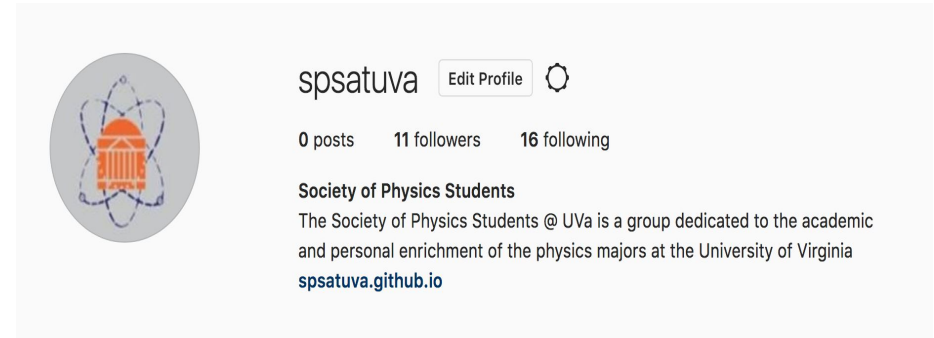 spsatuva Edit Profile
0 posts 11 followers 16 following
Society of Physics Students
The Society of Physics Students @ UVa is a group dedicated to the academic
and personal enrichment of the physics majors at the University of Virginia
spsatuva.github.io